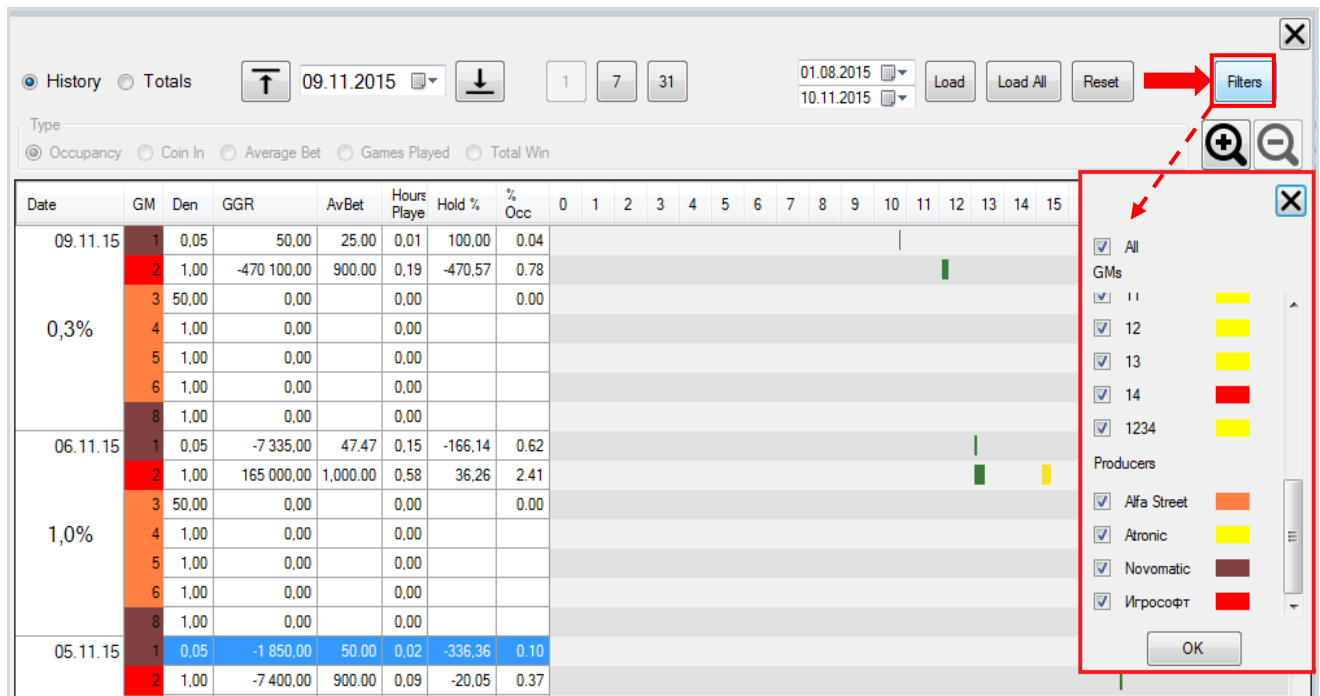 History Totals 09.11.2015 1 7 31 01.08.2015 Load Load All Reset Filters
10.11.2015
Type
Occupancy Coin In Average Bet Games Played Total Win
Date GM Den GGR AvBet Hours Playe Hold % % Occ 0 1 2 3 4 5 6 7 8 9 10 11 12 13 14 15
09.11.15 1 0,05 50,00 25.00 0,01 100,00 0.04
2 1,00 -470 100,00 900.00 0,19 -470,57 0.78
3 50,00 0,00 0,00 0.00
0,3% 4 1,00 0,00 0,00
5 1,00 0,00 0,00
6 1,00 0,00 0,00
8 1,00 0,00 0,00
06.11.15 1 0,05 -7 335,00 47.47 0,15 -166,14 0.62
2 1,00 165 000,00 1,000.00 0,58 36,26 2.41
3 50,00 0,00 0,00 0.00
1,0% 4 1,00 0,00 0,00
5 1,00 0,00 0,00
6 1,00 0,00 0,00
8 1,00 0,00 0,00
05.11.15 1 0,05 -1 850,00 50.00 0,02 -336,36 0.10
2 1,00 -7 400,00 900.00 0,09 -20,05 0.37
All
GMs
11
12
13
14
1234
Producers
Alfa Street
Atronic
Novomatic
Игрософт
OK